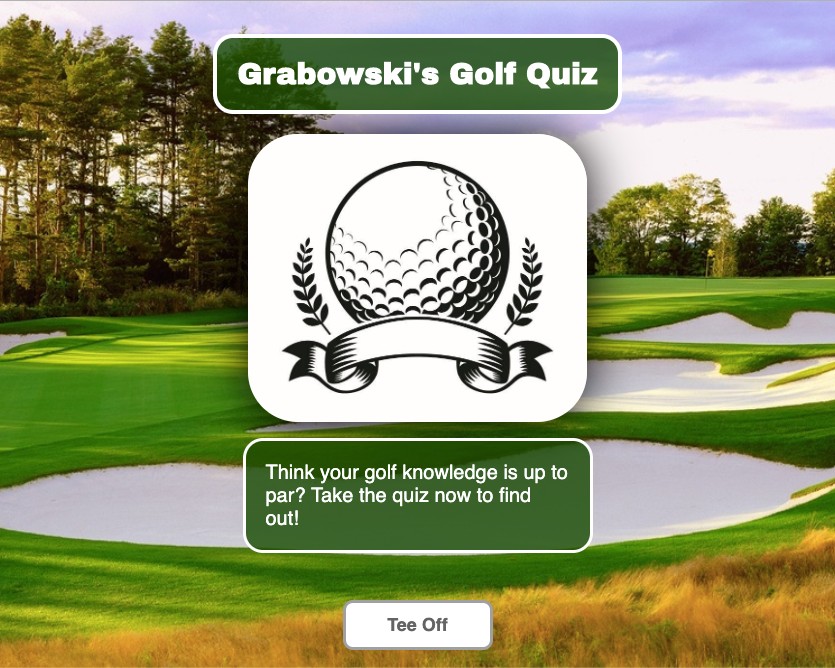 Grabowski's Golf Quiz
Think your golf knowledge is up to
par? Take the quiz now to find
out!
Tee Off